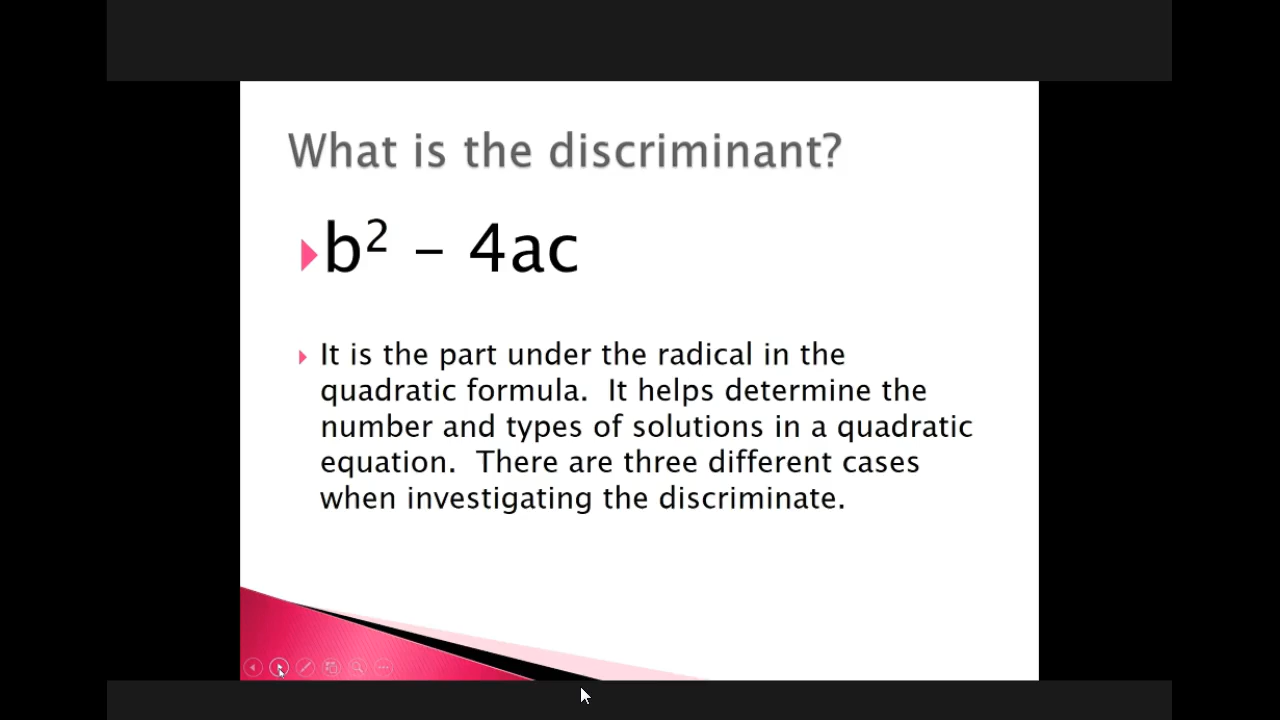 What is the discriminant?
b² – 4ac
It is the part under the radical in the
quadratic formula.  It helps determine the
number and types of solutions in a quadratic
equation.  There are three different cases
when investigating the discriminate.